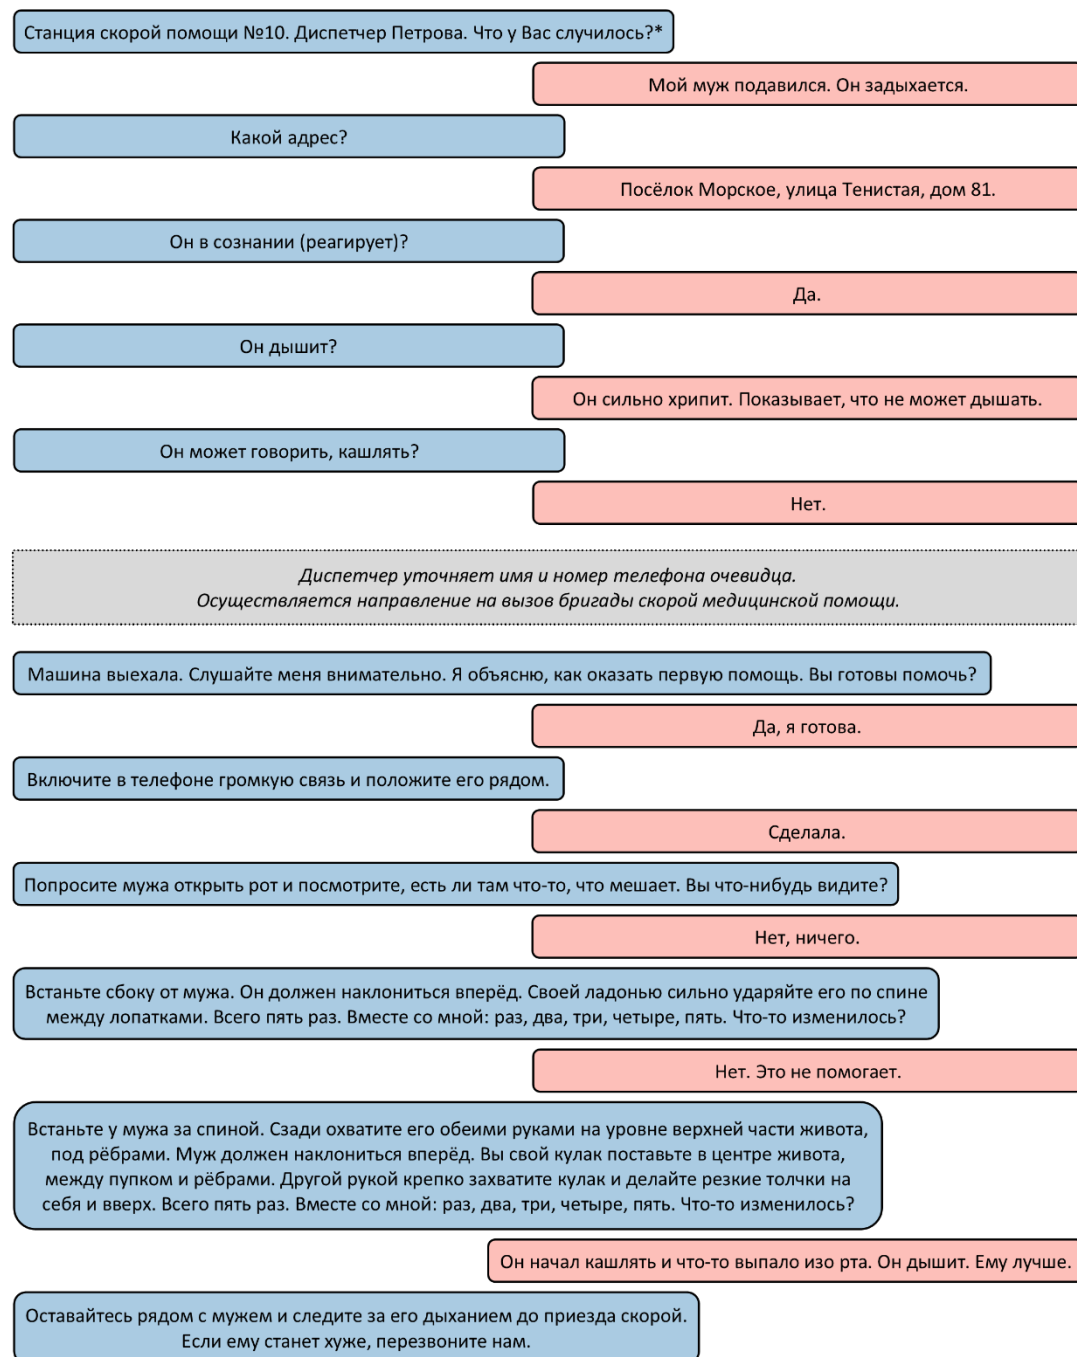 Станция скорой помощи №10. Диспетчер Петрова. Что у Вас случилось?*
Мой муж подавился. Он задыхается.
Какой адрес?
Посёлок Морское, улица Тенистая, дом 81.
Он в сознании (реагирует)?
Да.
Он дышит?
Он сильно хрипит. Показывает, что не может дышать.
Он может говорить, кашлять?
Нет.
Диспетчер уточняет имя и номер телефона очевидца.
Осуществляется направление на вызов бригады скорой медицинской помощи.
Машина выехала. Слушайте меня внимательно. Я объясню, как оказать первую помощь. Вы готовы помочь?
Да, я готова.
Включите в телефоне громкую связь и положите его рядом.
Сделала.
Попросите мужа открыть рот и посмотрите, есть ли там что-то, что мешает. Вы что-нибудь видите?
Нет, ничего.
Встаньте сбоку от мужа. Он должен наклониться вперёд. Своей ладонью сильно ударяйте его по спине
между лопатками. Всего пять раз. Вместе со мной: раз, два, три, четыре, пять. Что-то изменилось?
Нет. Это не помогает.
Встаньте у мужа за спиной. Сзади охватите его обеими руками на уровне верхней части живота,
под рёбрами. Муж должен наклониться вперёд. Вы свой кулак поставьте в центре живота,
между пупком и рёбрами. Другой рукой крепко захватите кулак и делайте резкие толчки на
себя и вверх. Всего пять раз. Вместе со мной: раз, два, три, четыре, пять. Что-то изменилось?
Он начал кашлять и что-то выпало изо рта. Он дышит. Ему лучше.
Оставайтесь рядом с мужем и следите за его дыханием до приезда скорой.
Если ему станет хуже, перезвоните нам.